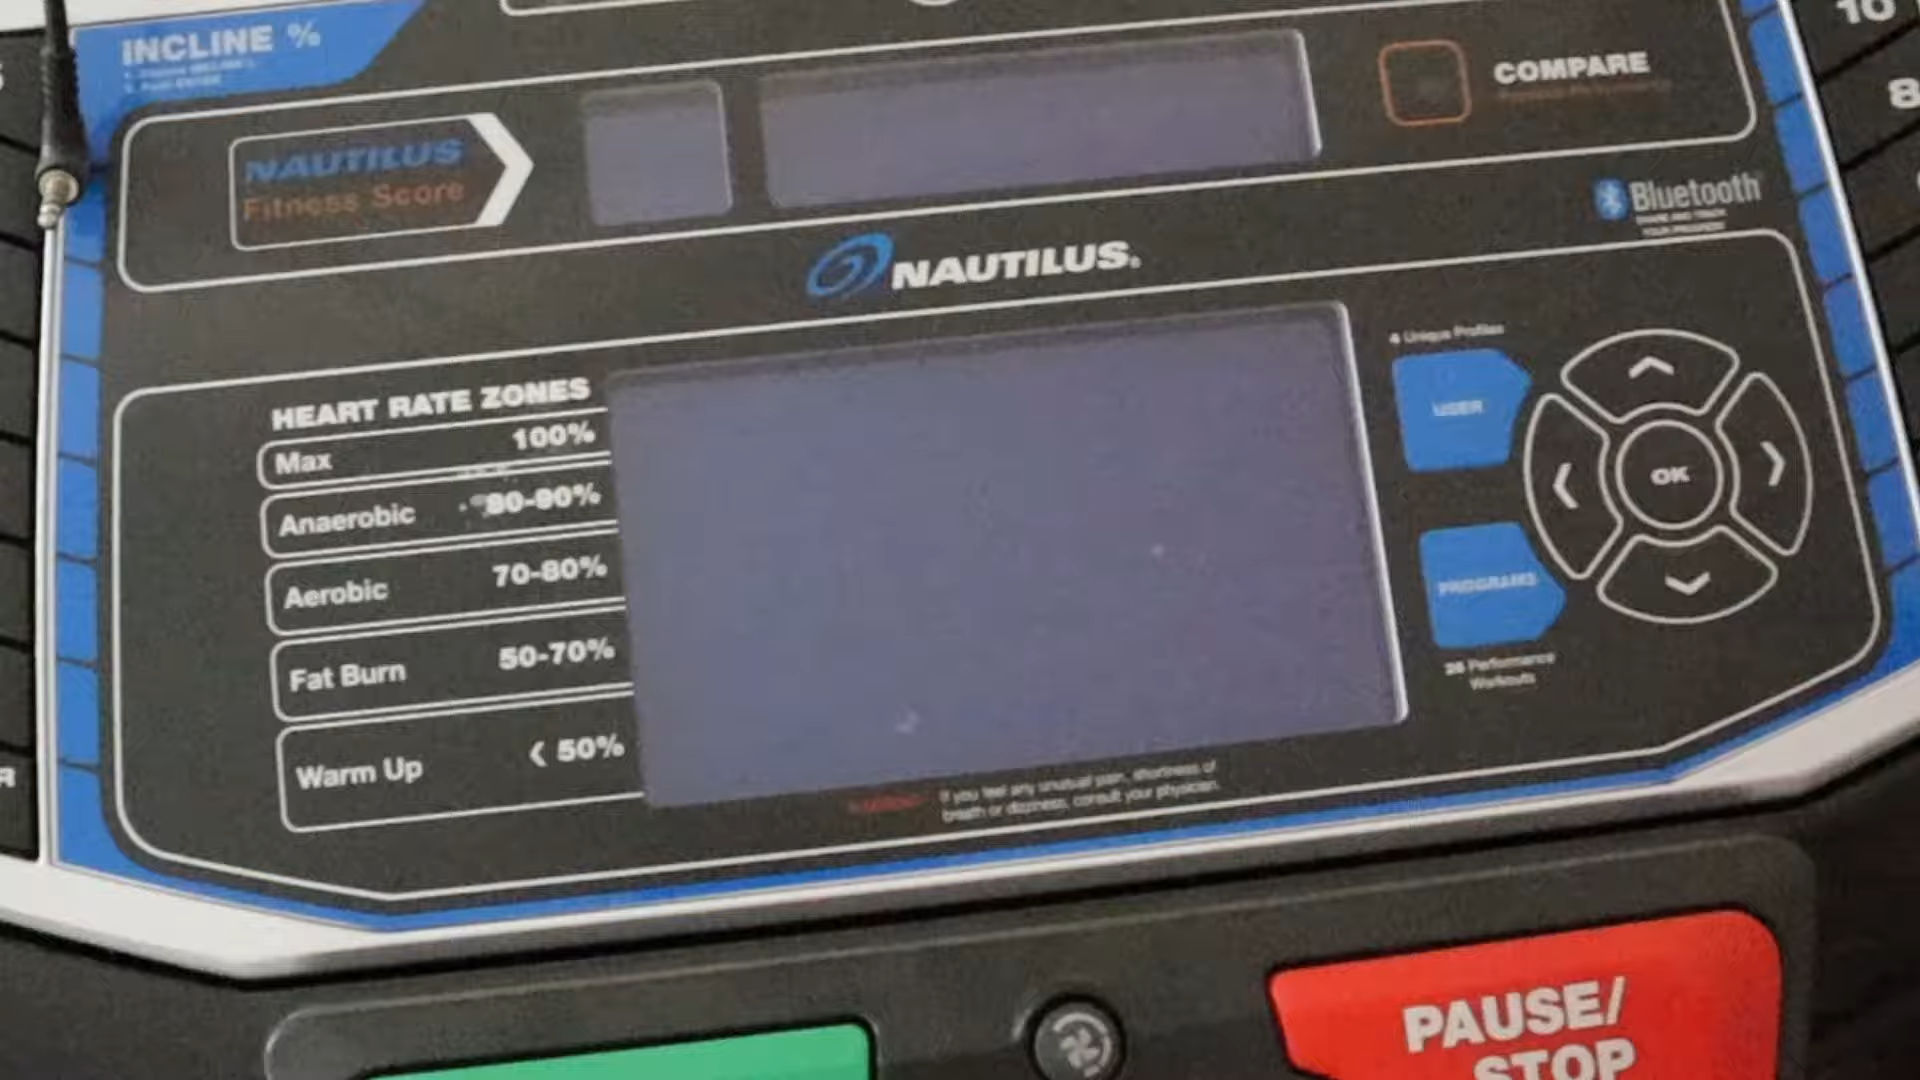 INCLINE %
10
8
COMPARE
NAUTILUS
Fitness Score
Bluetooth
YOUR PROGRESS
NAUTILUS®
4 Unique Profiles
USER
HEART RATE ZONES
Max 100%
Anaerobic 80-90%
Aerobic 70-80%
Fat Burn 50-70%
Warm Up < 50%
OK
PROGRAMS
26 Performance
Workouts
If you feel any unusual pain, shortness of
breath or dizziness, consult your physician.
R
PAUSE/
STOP